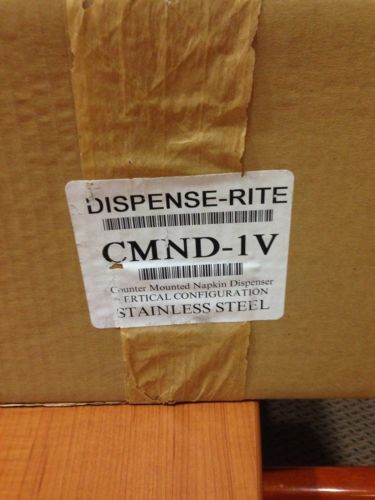 DISPENSE-RITE
CMND-1V
Counter Mounted Napkin Dispenser
VERTICAL CONFIGURATION
STAINLESS STEEL